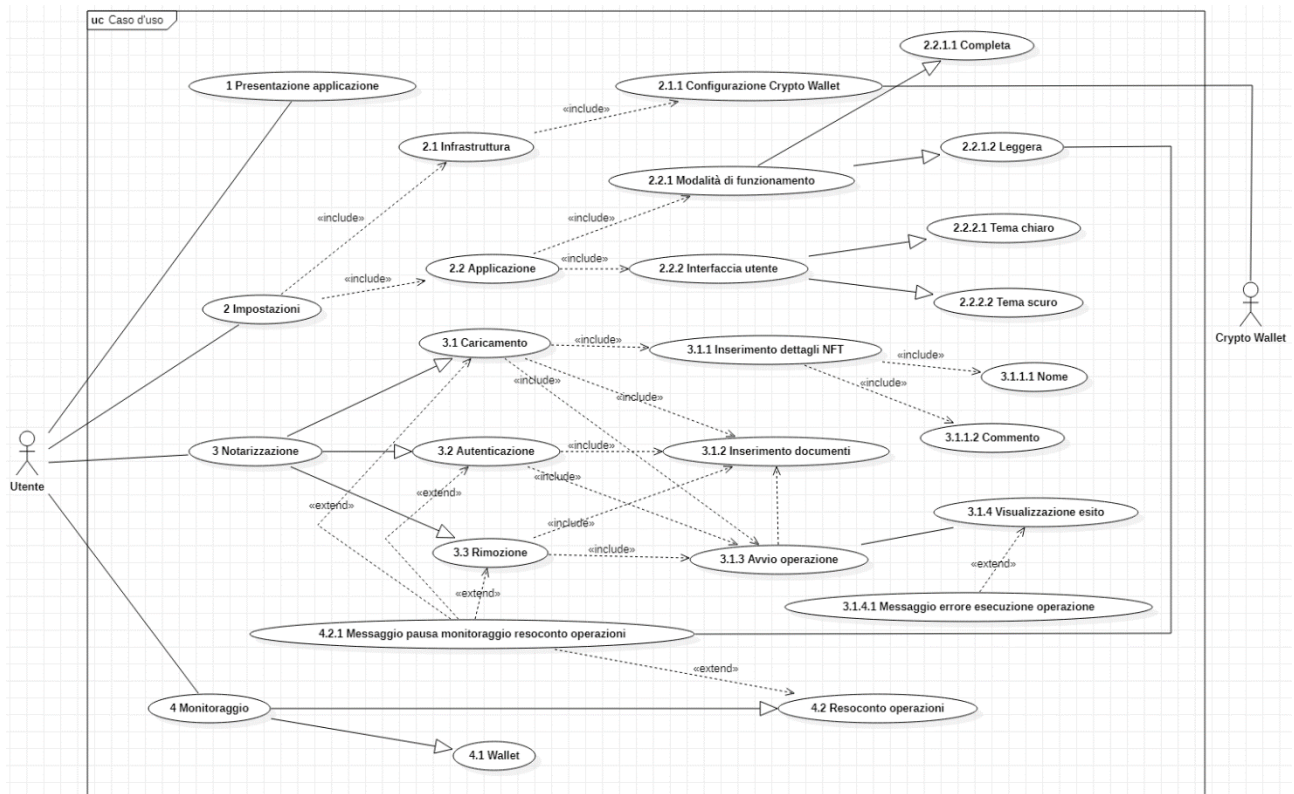 uc Caso d'uso
2.2.1.1 Completa
1 Presentazione applicazione
2.1.1 Configurazione Crypto Wallet
«include»
2.1 Infrastruttura
2.2.1.2 Leggera
2.2.1 Modalità di funzionamento
«include»
«include»
2.2.2.1 Tema chiaro
2.2 Applicazione
«include»
2.2.2 Interfaccia utente
«include»
2 Impostazioni
2.2.2.2 Tema scuro
Crypto Wallet
3.1 Caricamento
«include»
3.1.1 Inserimento dettagli NFT
«include»
3.1.1.1 Nome
«include»
«include»
«include»
3.1.1.2 Commento
3 Notarizzazione
3.2 Autenticazione
«include»
3.1.2 Inserimento documenti
Utente
«include»
«extend»
«extend»
3.1.4 Visualizzazione esito
«include»
3.3 Rimozione
«include»
3.1.3 Avvio operazione
«extend»
«extend»
3.1.4.1 Messaggio errore esecuzione operazione
4.2.1 Messaggio pausa monitoraggio resoconto operazioni
«extend»
4 Monitoraggio
4.2 Resoconto operazioni
4.1 Wallet